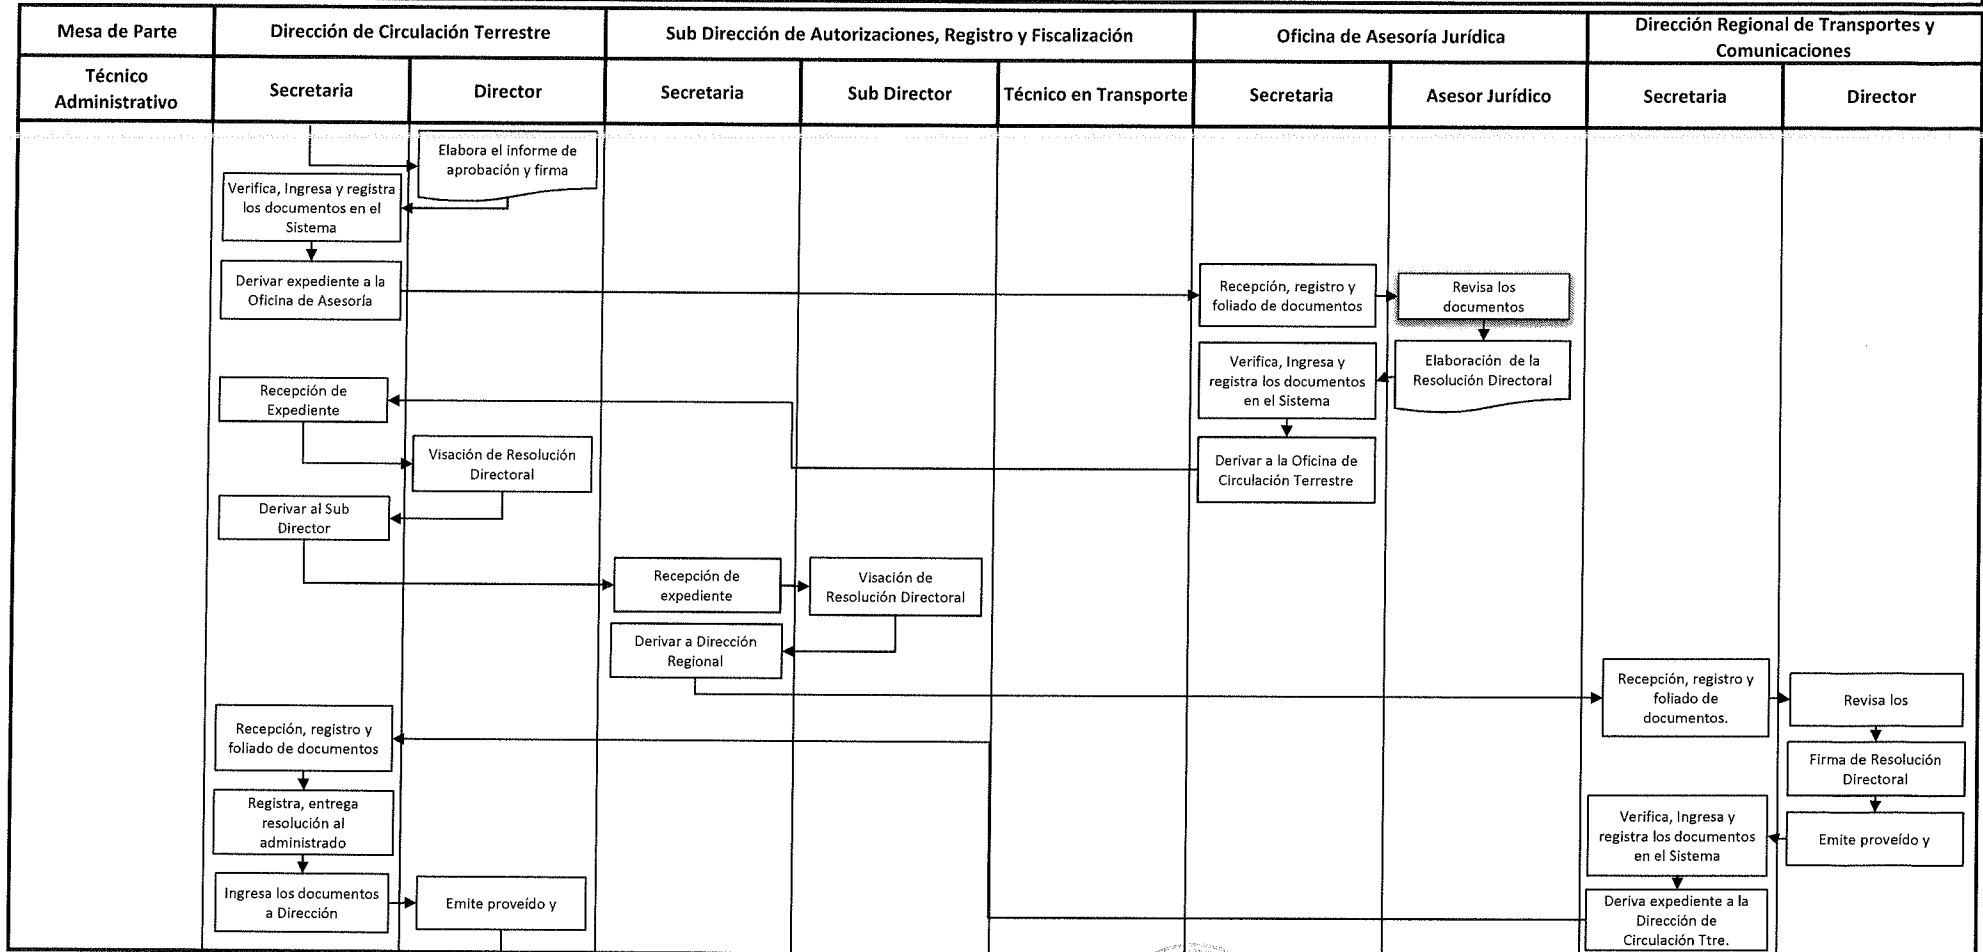 Mesa de Parte
Dirección de Circulación Terrestre
Sub Dirección de Autorizaciones, Registro y Fiscalización
Oficina de Asesoría Jurídica
Dirección Regional de Transportes y
Comunicaciones
Técnico
Administrativo
Secretaria
Director
Secretaria
Sub Director
Técnico en Transporte
Secretaria
Asesor Jurídico
Secretaria
Director
Elabora el informe de
aprobación y firma
Verifica, Ingresa y registra
los documentos en el
Sistema
Derivar expediente a la
Oficina de Asesoría
Recepción, registro y
foliado de documentos
Revisa los
documentos
Elaboración de la
Resolución Directoral
Verifica, Ingresa y
registra los documentos
en el Sistema
Derivar a la Oficina de
Circulación Terrestre
Recepción de
Expediente
Visación de Resolución
Directoral
Derivar al Sub
Director
Recepción de
expediente
Visación de
Resolución Directoral
Derivar a Dirección
Regional
Recepción, registro y
foliado de
documentos.
Revisa los
Firma de Resolución
Directoral
Emite proveído y
Verifica, Ingresa y
registra los documentos
en el Sistema
Deriva expediente a la
Dirección de
Circulación Ttre.
Recepción, registro y
foliado de documentos
Registra, entrega
resolución al
administrado
Ingresa los documentos
a Dirección
Emite proveído y